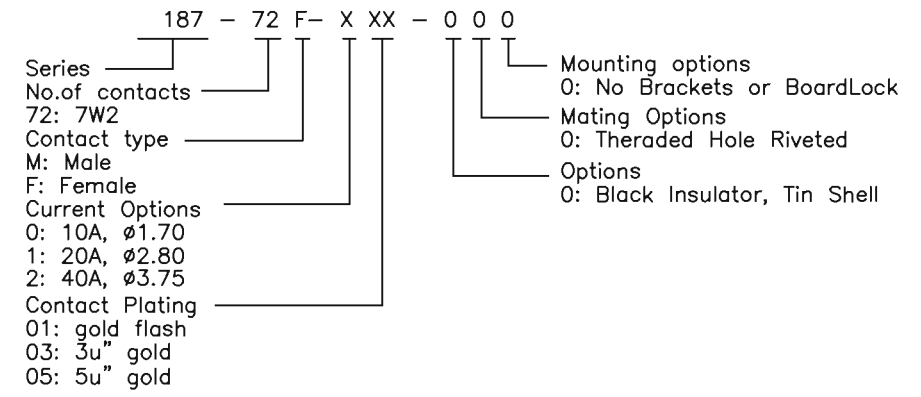 187 - 72 F- X XX - 0 0 0
Series
No.of contacts
72: 7W2
Contact type
M: Male
F: Female
Current Options
0: 10A, ø1.70
1: 20A, ø2.80
2: 40A, ø3.75
Contact Plating
01: gold flash
03: 3u" gold
05: 5u" gold
Mounting options
0: No Brackets or BoardLock
Mating Options
0: Theraded Hole Riveted
Options
0: Black Insulator, Tin Shell